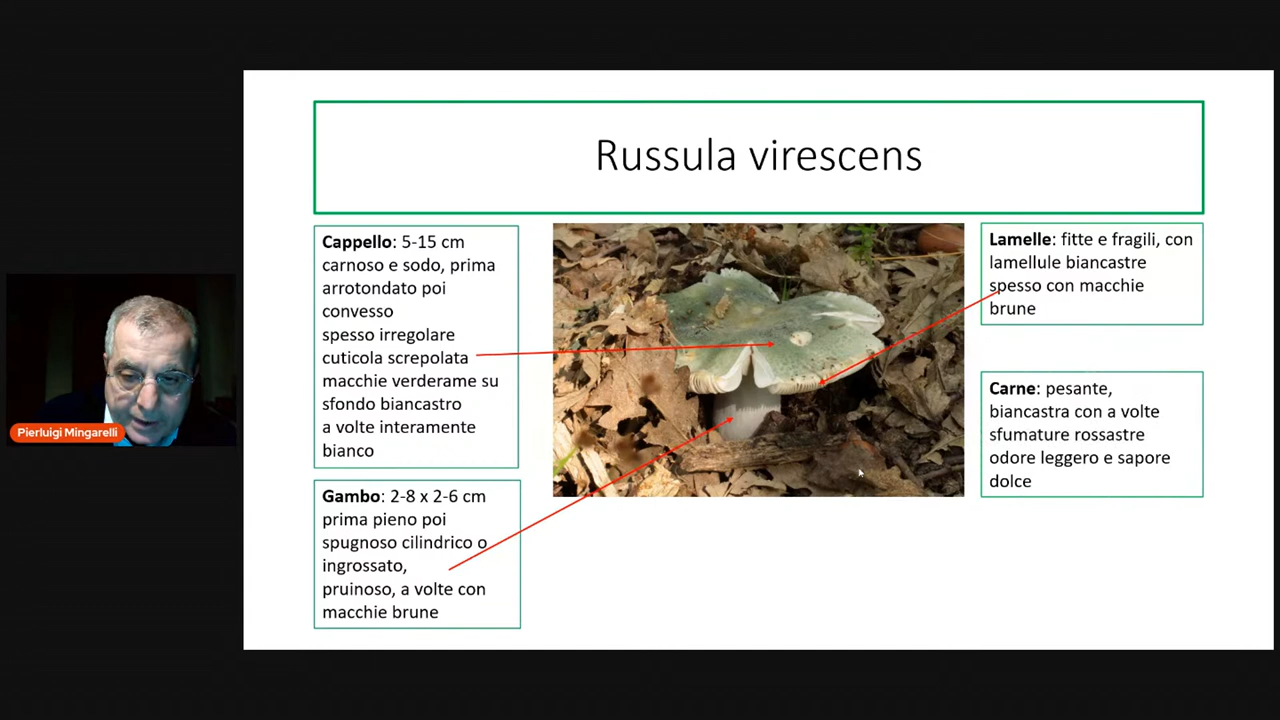 Russula virescens
Cappello: 5-15 cm
carnoso e sodo, prima
arrotondato poi
convesso
spesso irregolare
cuticola screpolata
macchie verderame su
sfondo biancastro
a volte interamente
bianco
Gambo: 2-8 x 2-6 cm
prima pieno poi
spugnoso cilindrico o
ingrossato,
pruinoso, a volte con
macchie brune
Lamelle: fitte e fragili, con
lamellule biancastre
spesso con macchie
brune
Carne: pesante,
biancastra con a volte
sfumature rossastre
odore leggero e sapore
dolce
Pierluigi Mingarelli